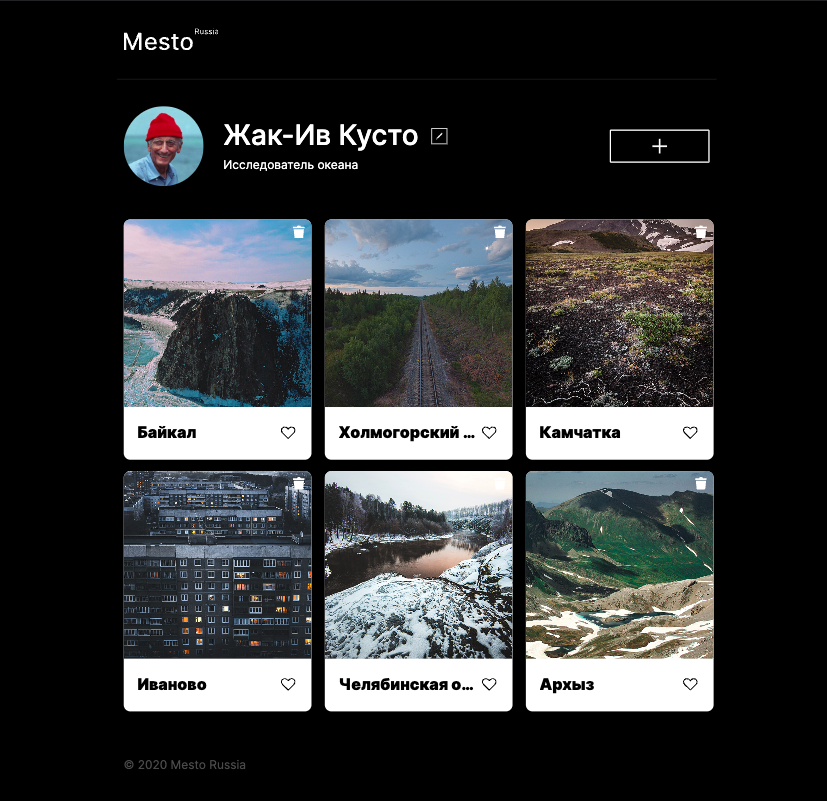 Mesto Russia
Жак-Ив Кусто
Исследователь океана
Байкал
Холмогорский ...
Камчатка
Иваново
Челябинская о...
Архыз
© 2020 Mesto Russia